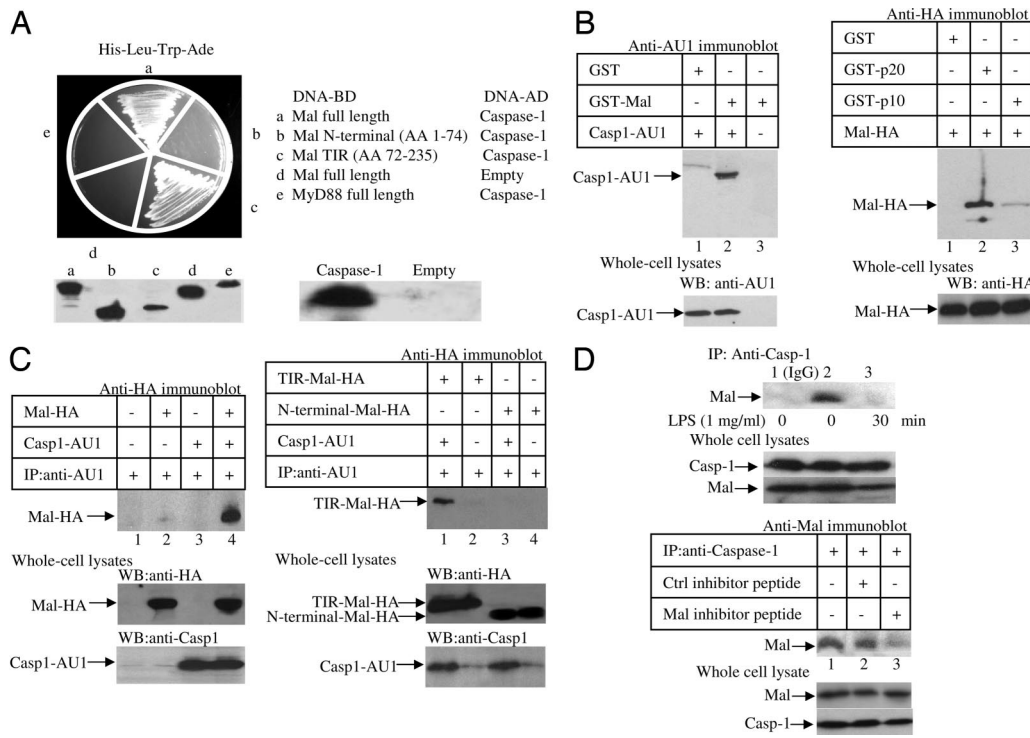 A
His-Leu-Trp-Ade
a
e
b
c
d
DNA-BD DNA-AD
a Mal full length Caspase-1
b Mal N-terminal (AA 1-74) Caspase-1
c Mal TIR (AA 72-235) Caspase-1
d Mal full length Empty
e MyD88 full length Caspase-1
a b c d e
Caspase-1 Empty
B
Anti-AU1 immunoblot
GST + - -
GST-Mal - + +
Casp1-AU1 + + -
Casp1-AU1
1 2 3
Whole-cell lysates
WB: anti-AU1
Casp1-AU1
Anti-HA immunoblot
GST + - -
GST-p20 - + -
GST-p10 - - +
Mal-HA + + +
Mal-HA
1 2 3
Whole-cell lysates
WB: anti-HA
Mal-HA
C
Anti-HA immunoblot
Mal-HA - + - +
Casp1-AU1 - - + +
IP:anti-AU1 + + + +
Mal-HA
1 2 3 4
Whole-cell lysates
WB:anti-HA
Mal-HA
WB:anti-Casp1
Casp1-AU1
Anti-HA immunoblot
TIR-Mal-HA + + - -
N-terminal-Mal-HA - - + +
Casp1-AU1 + - + -
IP:anti-AU1 + + + +
TIR-Mal-HA
1 2 3 4
Whole-cell lysates
WB:anti-HA
TIR-Mal-HA
N-terminal-Mal-HA
WB:anti-Casp1
Casp1-AU1
D
IP: Anti-Casp-1
1 (IgG) 2 3
Mal
LPS (1 mg/ml) 0 0 30 min
Whole cell lysates
Casp-1
Mal
Anti-Mal immunoblot
IP:anti-Caspase-1 + + +
Ctrl inhibitor peptide - + -
Mal inhibitor peptide - - +
Mal
1 2 3
Whole cell lysate
Mal
Casp-1